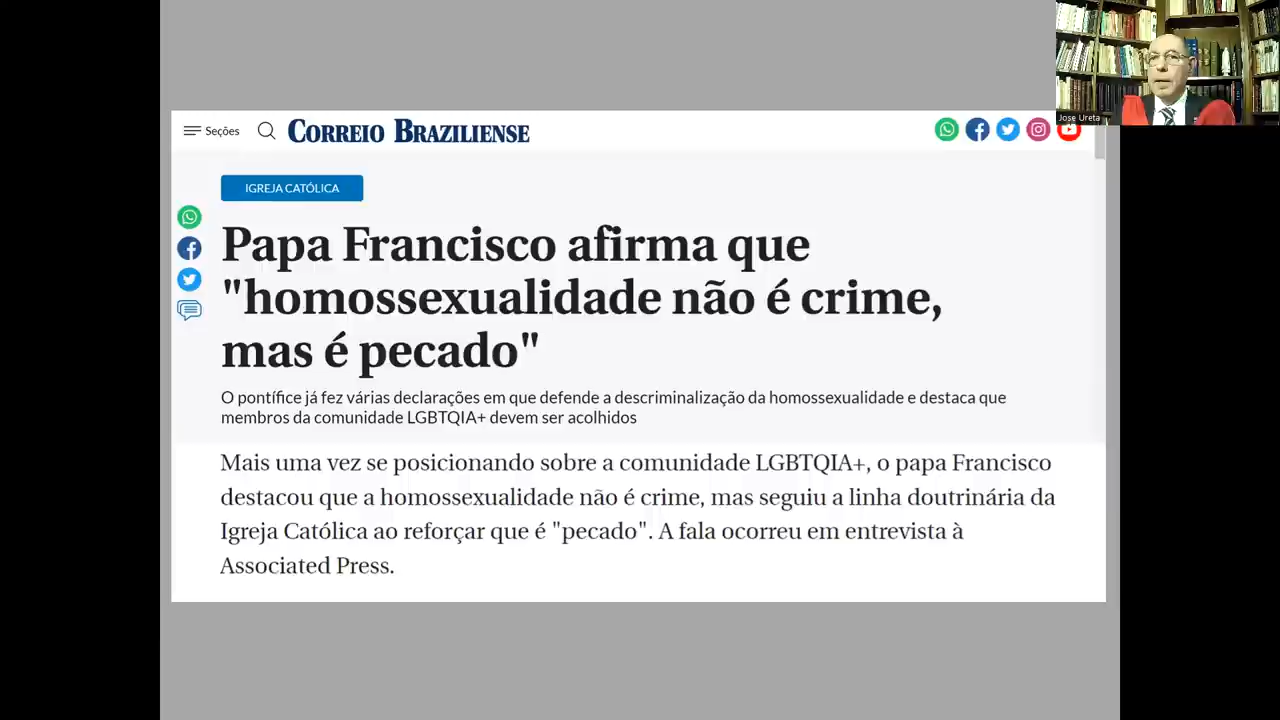 Seções
CORREIO BRAZILIENSE
IGREJA CATÓLICA
Papa Francisco afirma que
"homossexualidade não é crime,
mas é pecado"
O pontífice já fez várias declarações em que defende a descriminalização da homossexualidade e destaca que
membros da comunidade LGBTQIA+ devem ser acolhidos
Mais uma vez se posicionando sobre a comunidade LGBTQIA+, o papa Francisco
destacou que a homossexualidade não é crime, mas seguiu a linha doutrinária da
Igreja Católica ao reforçar que é "pecado". A fala ocorreu em entrevista à
Associated Press.
Jose Ureta